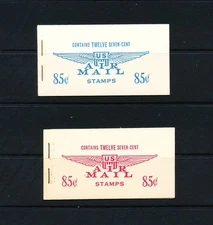 CONTAINS TWELVE SEVEN-CENT
US
AIR
MAIL
85¢ STAMPS 85¢
CONTAINS TWELVE SEVEN-CENT
US
AIR
MAIL
85¢ STAMPS 85¢